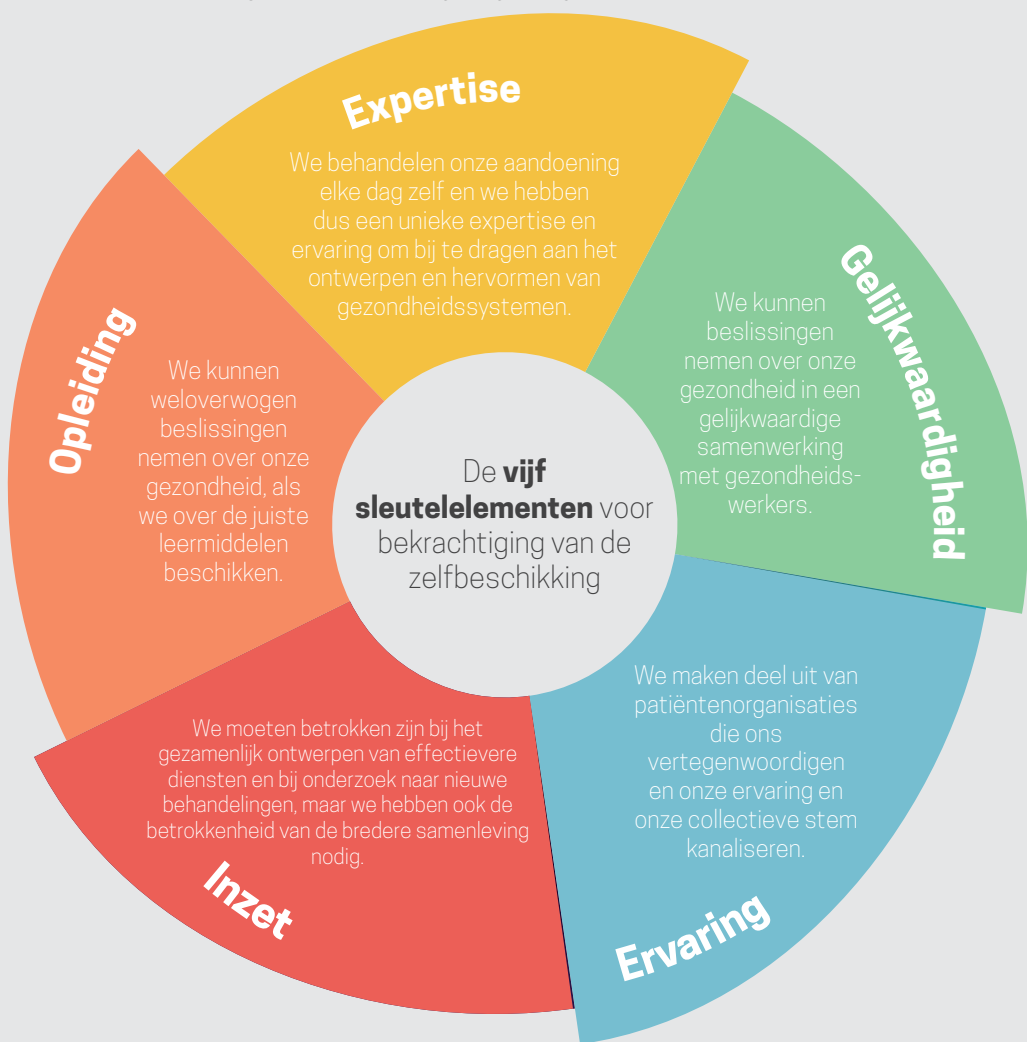 Expertise
We behandelen onze aandoening
elke dag zelf en we hebben
dus een unieke expertise en
ervaring om bij te dragen aan het
ontwerpen en hervormen van
gezondheidssystemen.
Gelijkwaardigheid
We kunnen
beslissingen
nemen over onze
gezondheid in een
gelijkwaardige
samenwerking
met gezondheids-
werkers.
Opleiding
We kunnen
weloverwogen
beslissingen
nemen over onze
gezondheid, als
we over de juiste
leermiddelen
beschikken.
De vijf
sleutelelementen voor
bekrachtiging van de
zelfbeschikking
We maken deel uit van
patiëntenorganisaties
die ons
vertegenwoordigen
en onze ervaring en
onze collectieve stem
kanaliseren.
Ervaring
We moeten betrokken zijn bij het
gezamenlijk ontwerpen van effectievere
diensten en bij onderzoek naar nieuwe
behandelingen, maar we hebben ook de
betrokkenheid van de bredere samenleving
nodig.
Inzet